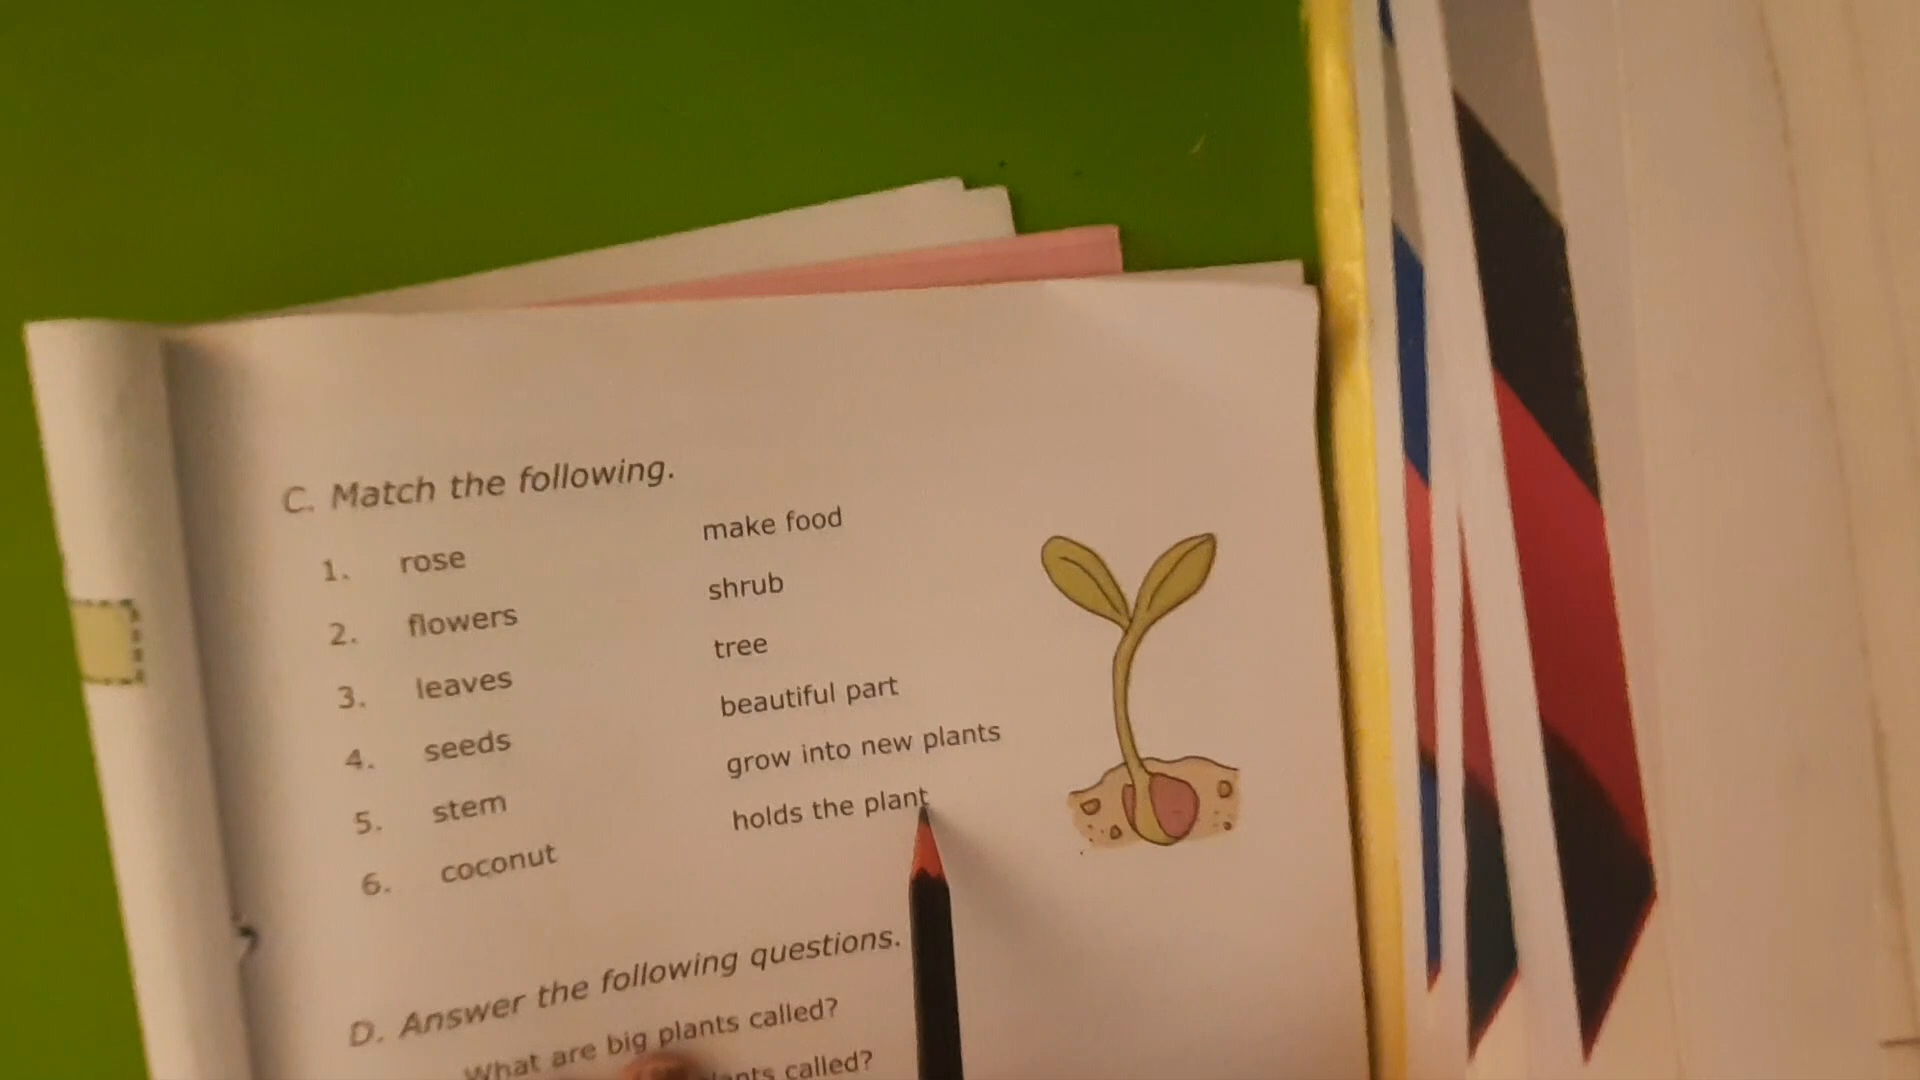 C. Match the following.
1. rose make food
2. flowers shrub
3. leaves tree
4. seeds beautiful part
5. stem grow into new plants
6. coconut holds the plant
D. Answer the following questions.
What are big plants called?
called?